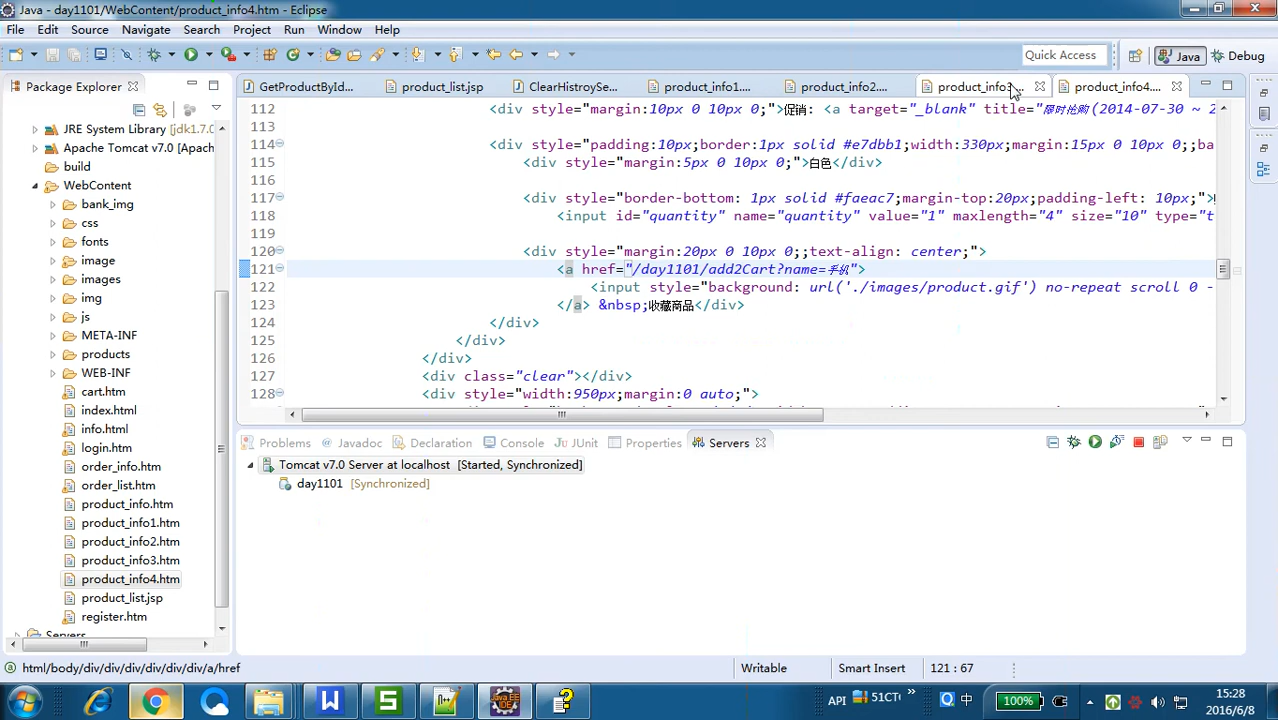 Java - day1101/WebContent/product_info4.htm - Eclipse
File Edit Source Refactor Navigate Search Project Run Window Help
Quick Access Java Debug
Package Explorer
GetProductById... product_list.jsp ClearHistroySe... product_info1.... product_info2.... product_info3... product_info4....
JRE System Library [jdk1.7.0
Apache Tomcat v7.0 [Apach
build
WebContent
bank_img
css
fonts
image
images
img
js
META-INF
products
WEB-INF
cart.htm
index.html
info.html
login.htm
order_info.htm
order_list.htm
product_info.htm
product_info1.htm
product_info2.htm
product_info3.htm
product_info4.htm
product_list.jsp
register.htm
Servers
112 <div style="margin:10px 0 10px 0;">促销: <a target="_blank" title="限时抢购(2014-07-30 ~ 2
113
114 <div style="padding:10px;border:1px solid #e7dbb1;width:330px;margin:15px 0 10px 0;;ba
115 <div style="margin:5px 0 10px 0;">白色</div>
116
117 <div style="border-bottom: 1px solid #faeac7;margin-top:20px;padding-left: 10px;">
118 <input id="quantity" name="quantity" value="1" maxlength="4" size="10" type="t
119
120 <div style="margin:20px 0 10px 0;;text-align: center;">
121 <a href="/day1101/add2Cart?name=手纸">
122 <input style="background: url('./images/product.gif') no-repeat scroll 0 -
123 </a> &nbsp;收藏商品</div>
124 </div>
125 </div>
126 </div>
127 <div class="clear"></div>
128 <div style="width:950px;margin:0 auto;">
Problems Javadoc Declaration Console JUnit Properties Servers
Tomcat v7.0 Server at localhost [Started, Synchronized]
day1101 [Synchronized]
html/body/div/div/div/div/div/div/a/href Writable Smart Insert 121 : 67
API 51CTO » 中 100% 15:28
2016/6/8